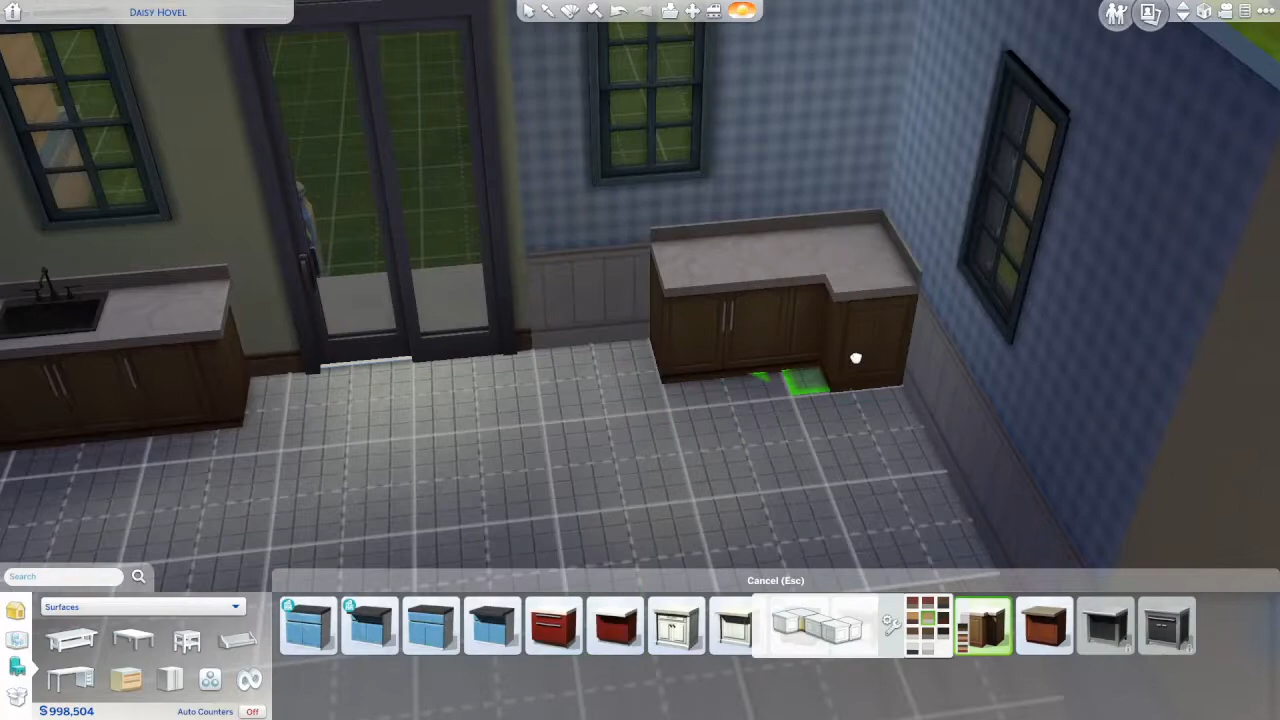 DAISY HOVEL
Cancel (Esc)
Search
Surfaces
§998,504
Auto Counters Off